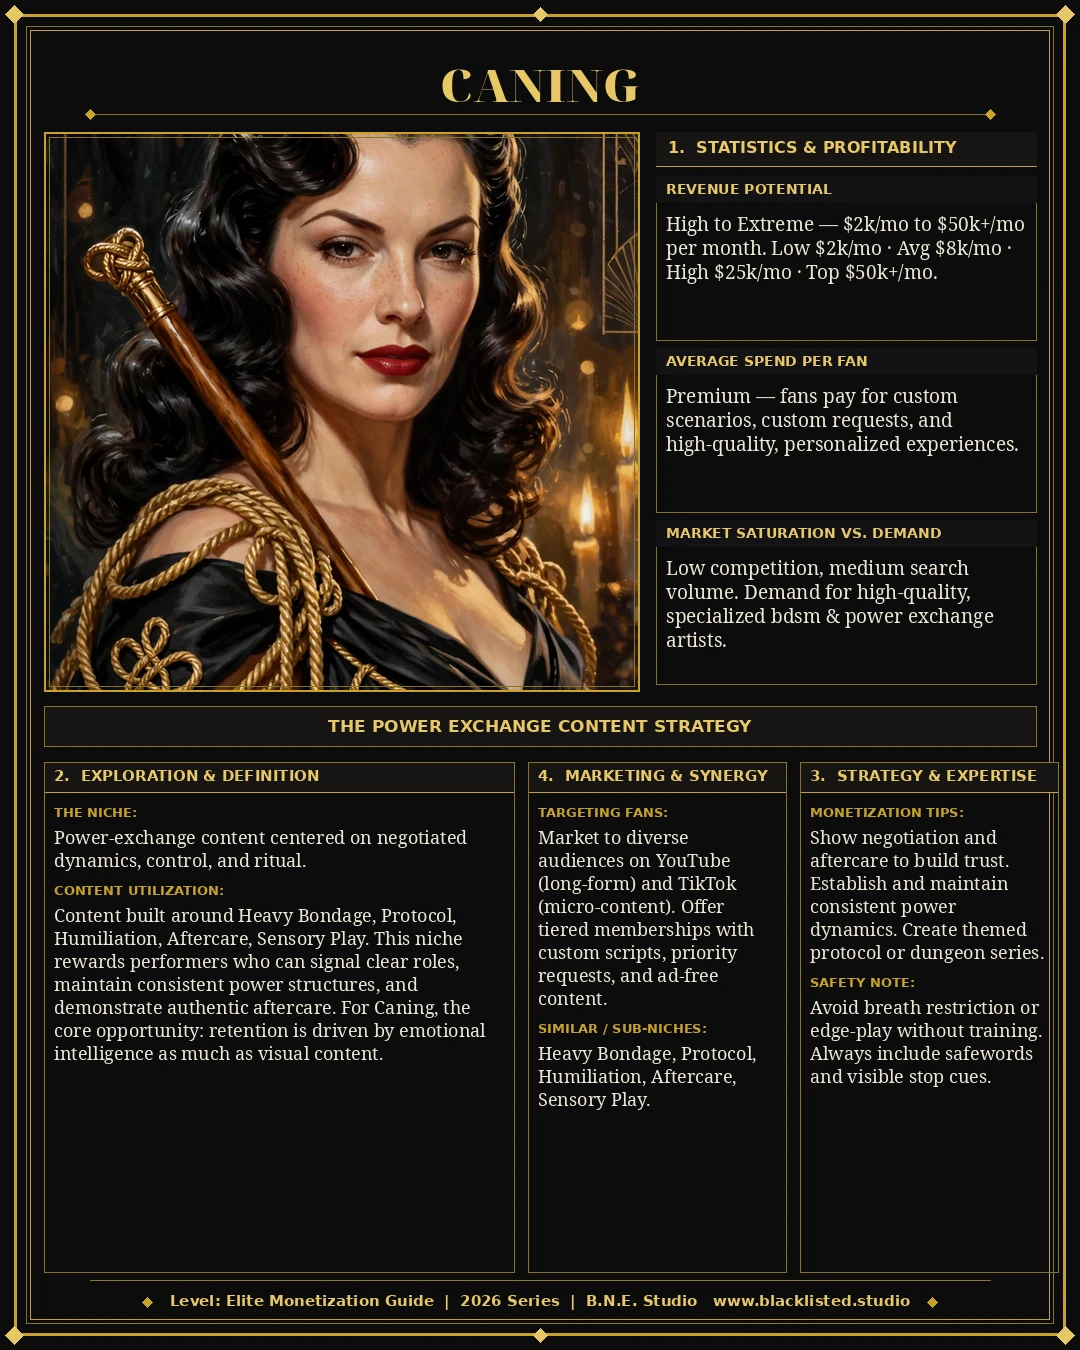 CANING
1. STATISTICS & PROFITABILITY
REVENUE POTENTIAL
High to Extreme — $2k/mo to $50k+/mo
per month. Low $2k/mo · Avg $8k/mo ·
High $25k/mo · Top $50k+/mo.
AVERAGE SPEND PER FAN
Premium — fans pay for custom
scenarios, custom requests, and
high-quality, personalized experiences.
MARKET SATURATION VS. DEMAND
Low competition, medium search
volume. Demand for high-quality,
specialized bdsm & power exchange
artists.
THE POWER EXCHANGE CONTENT STRATEGY
2. EXPLORATION & DEFINITION
THE NICHE:
Power-exchange content centered on negotiated
dynamics, control, and ritual.
CONTENT UTILIZATION:
Content built around Heavy Bondage, Protocol,
Humiliation, Aftercare, Sensory Play. This niche
rewards performers who can signal clear roles,
maintain consistent power structures, and
demonstrate authentic aftercare. For Caning, the
core opportunity: retention is driven by emotional
intelligence as much as visual content.
4. MARKETING & SYNERGY
TARGETING FANS:
Market to diverse
audiences on YouTube
(long-form) and TikTok
(micro-content). Offer
tiered memberships with
custom scripts, priority
requests, and ad-free
content.
SIMILAR / SUB-NICHES:
Heavy Bondage, Protocol,
Humiliation, Aftercare,
Sensory Play.
3. STRATEGY & EXPERTISE
MONETIZATION TIPS:
Show negotiation and
aftercare to build trust.
Establish and maintain
consistent power
dynamics. Create themed
protocol or dungeon series.
SAFETY NOTE:
Avoid breath restriction or
edge-play without training.
Always include safewords
and visible stop cues.
Level: Elite Monetization Guide | 2026 Series | B.N.E. Studio www.blacklisted.studio